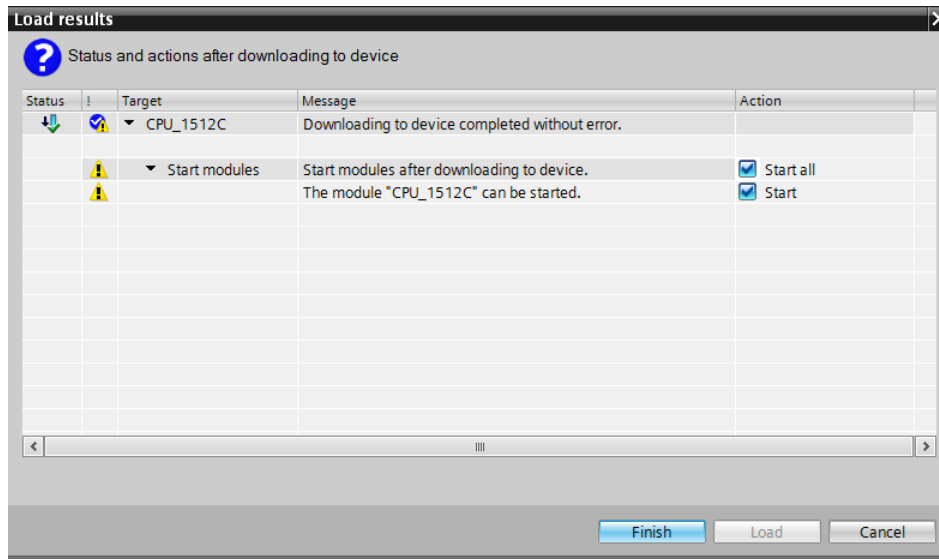 Load results
Status and actions after downloading to device
Status ! Target Message Action
CPU_1512C Downloading to device completed without error.
Start modules Start modules after downloading to device. Start all
The module "CPU_1512C" can be started. Start
Finish Load Cancel